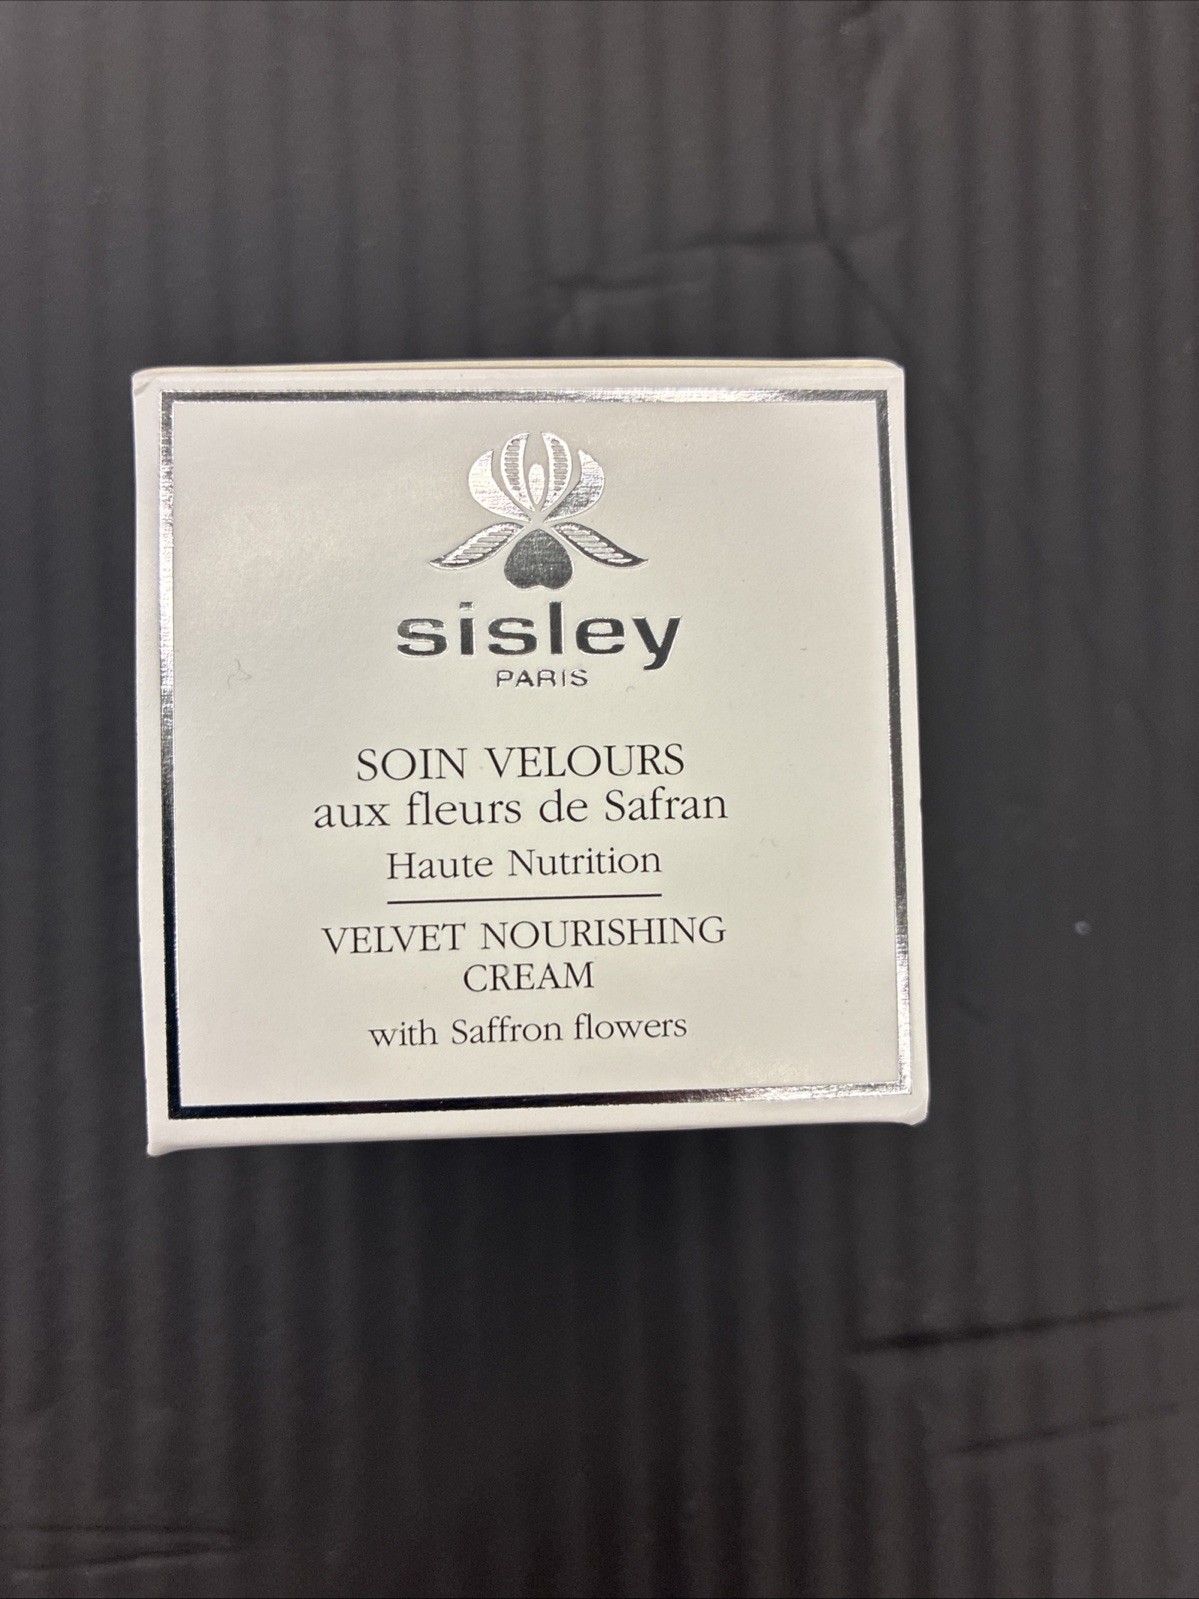 sisley
PARIS
SOIN VELOURS
aux fleurs de Safran
Haute Nutrition
VELVET NOURISHING
CREAM
with Saffron flowers